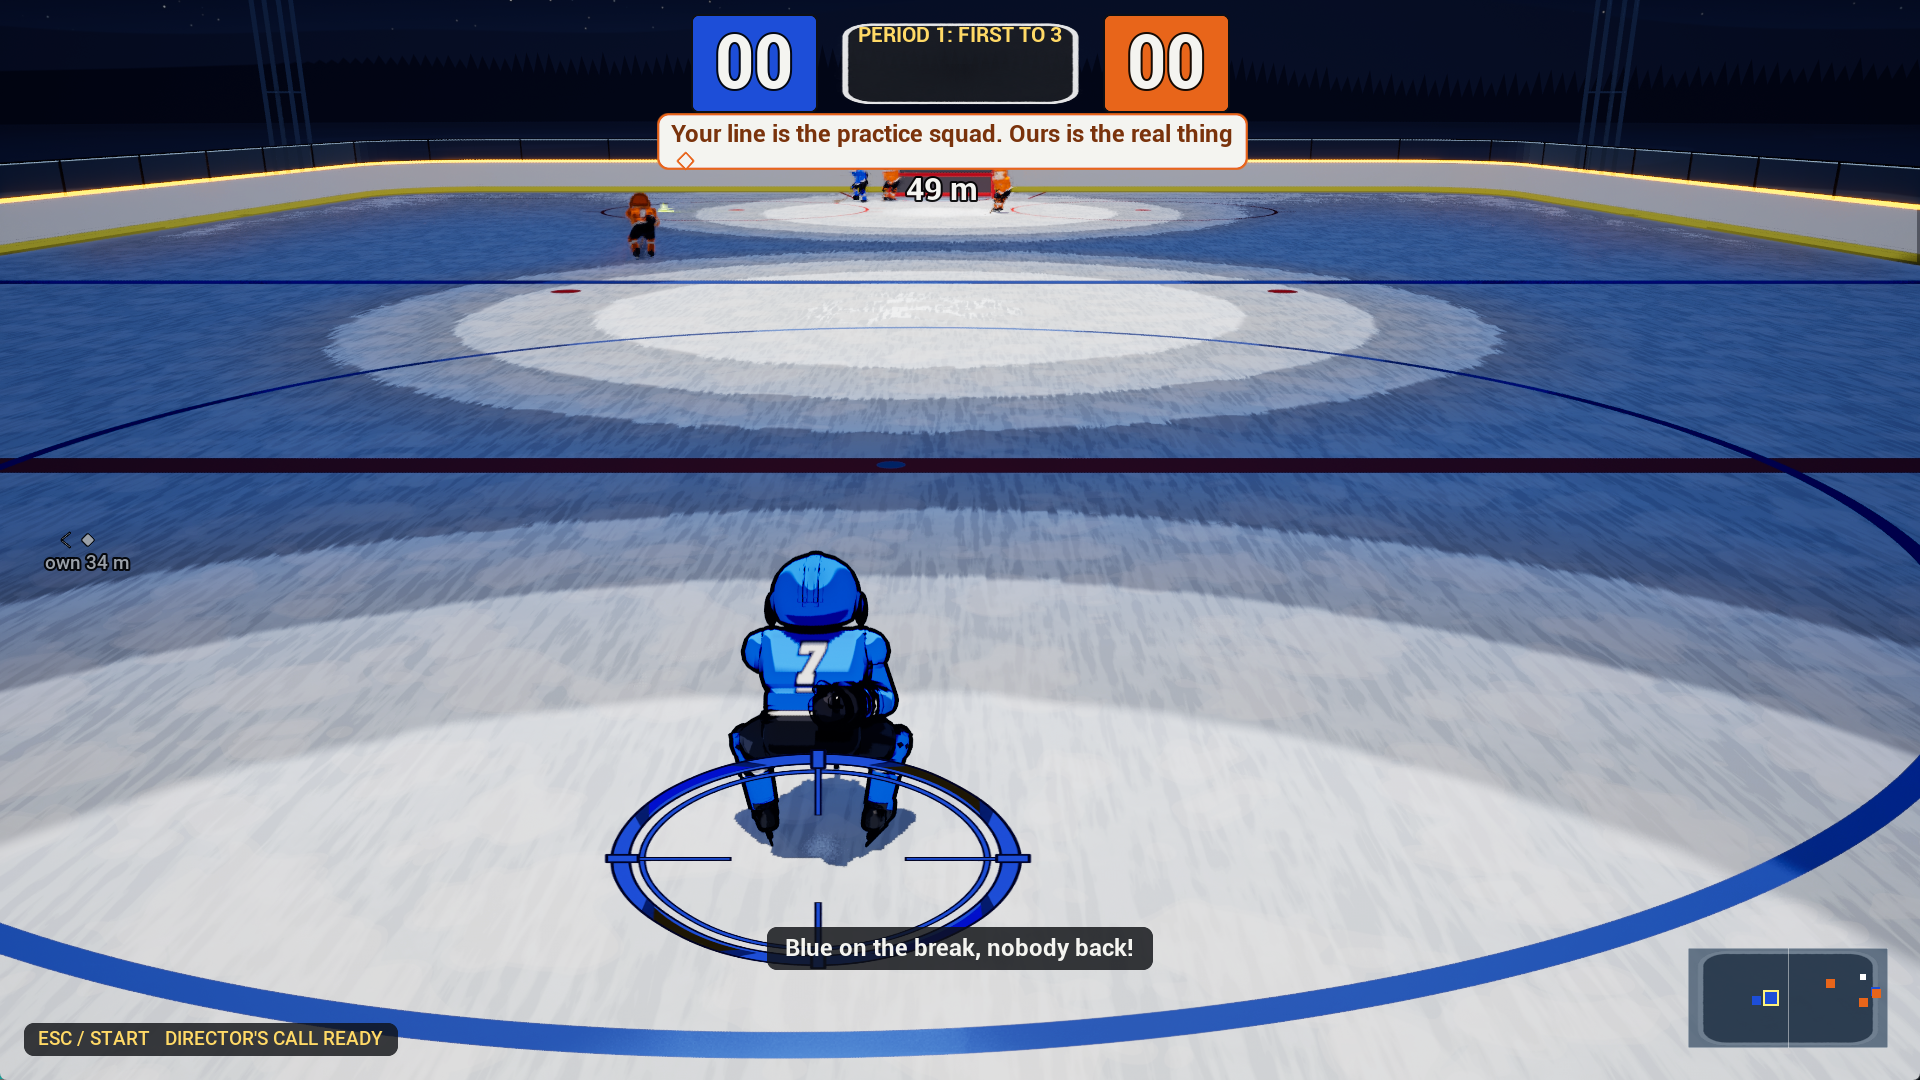 00
PERIOD 1: FIRST TO 3
00
Your line is the practice squad. Ours is the real thing
49 m
own 34 m
7
Blue on the break, nobody back!
ESC / START DIRECTOR'S CALL READY